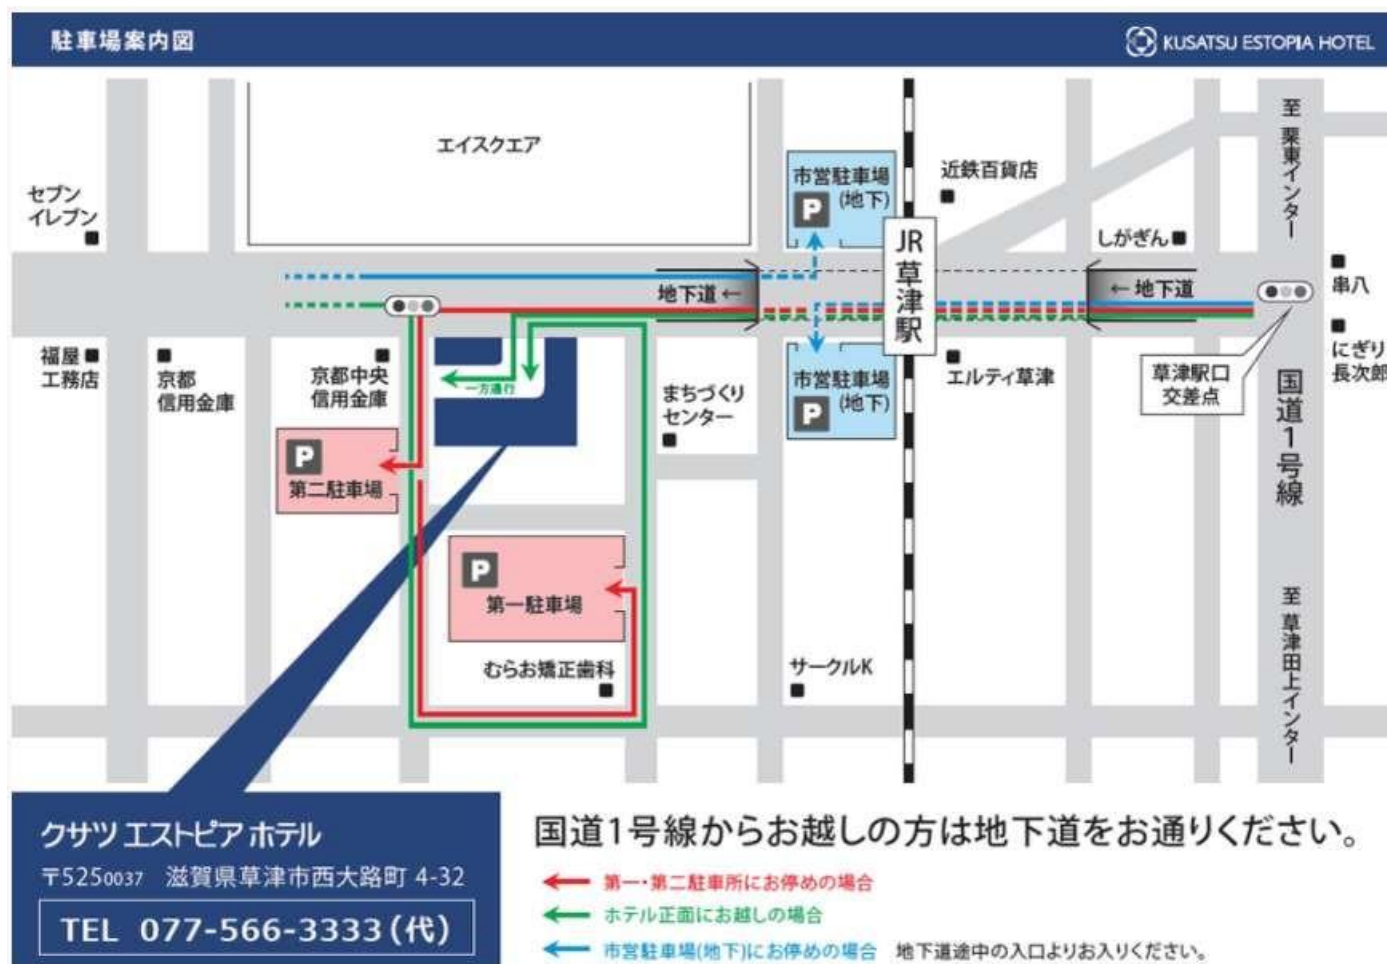 駐車場案内図
KUSATSU ESTOPIA HOTEL
エイスクエア
セブン
イレブン
市営駐車場
(地下)
P
近鉄百貨店
至 栗東インター
しがぎん
JR草津駅
地下道 ←
← 地下道
串八
にぎり
長次郎
福屋
工務店
京都
信用金庫
京都中央
信用金庫
一方通行
まちづくり
センター
市営駐車場
(地下)
P
エルティ草津
草津駅口
交差点
国道1号線
P
第二駐車場
P
第一駐車場
むらお矯正歯科
サークルK
至 草津田上インター
クサツ エストピア ホテル
〒5250037 滋賀県草津市西大路町 4-32
TEL 077-566-3333(代)
国道1号線からお越しの方は地下道をお通りください。
第一・第二駐車所にお停めの場合
ホテル正面にお越しの場合
市営駐車場(地下)にお停めの場合 地下道途中の入口よりお入りください。